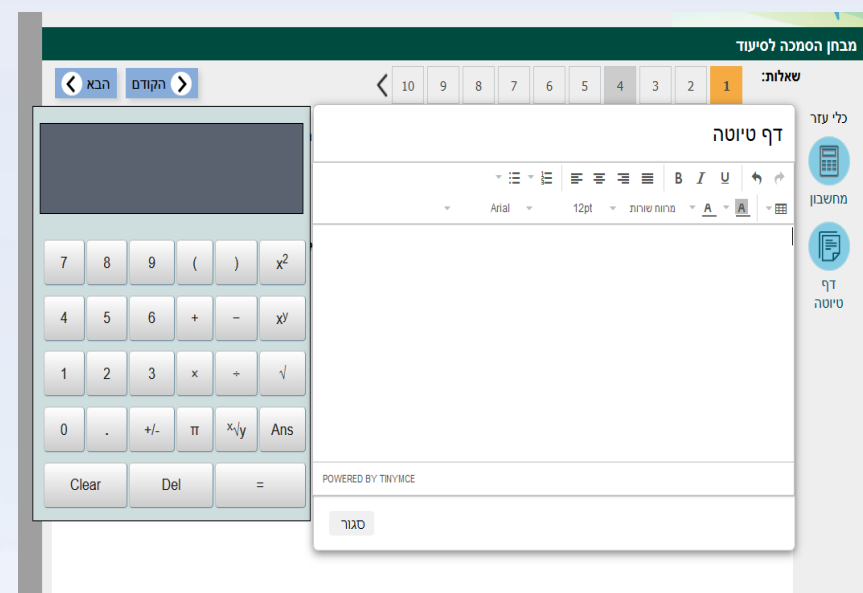 מבחן הסמכה לסיעוד
שאלות:
1 2 3 4 5 6 7 8 9 10
הקודם
הבא
כלי עזר
מחשבון
דף
טיוטה
דף טיוטה
B I U
A A מרווח שורות 12pt Arial
POWERED BY TINYMCE
סגור
7 8 9 ( ) x²
4 5 6 + − xʸ
1 2 3 × ÷ √
0 . +/- π ˣ√y Ans
Clear Del =